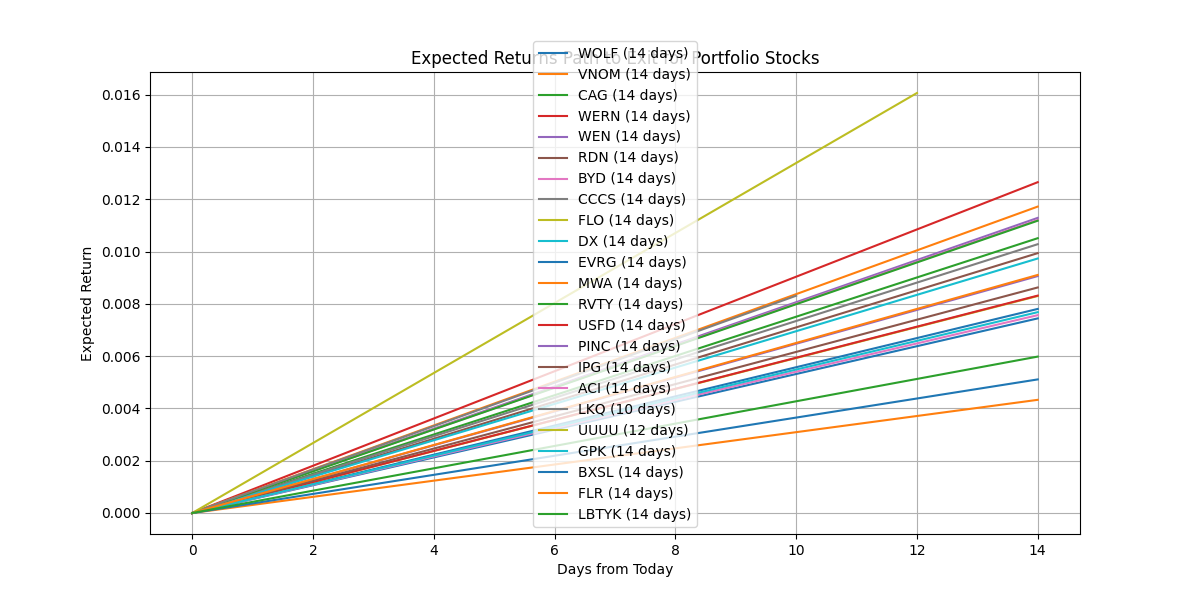 Expected Returns Path to Exit for Portfolio Stocks
WOLF (14 days)
VNOM (14 days)
CAG (14 days)
WERN (14 days)
WEN (14 days)
RDN (14 days)
BYD (14 days)
CCCS (14 days)
FLO (14 days)
DX (14 days)
EVRG (14 days)
MWA (14 days)
RVTY (14 days)
USFD (14 days)
PINC (14 days)
IPG (14 days)
ACI (14 days)
LKQ (10 days)
UUUU (12 days)
GPK (14 days)
BXSL (14 days)
FLR (14 days)
LBTYK (14 days)
Expected Return
0.016
0.014
0.012
0.010
0.008
0.006
0.004
0.002
0.000
0 2 4 6 8 10 12 14
Days from Today